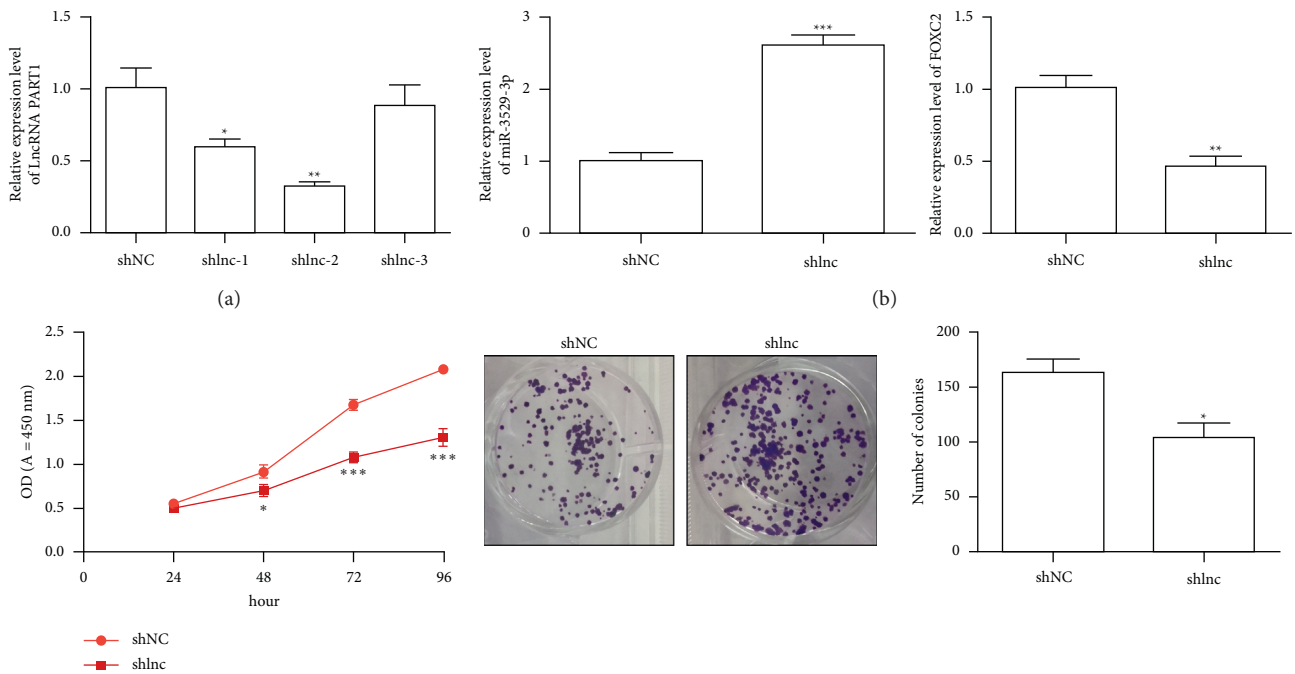 Relative expression level
of LncRNA PART1
1.5
1.0
0.5
0.0
*
**
shNC
shlnc-1
shlnc-2
shlnc-3
(a)
Relative expression level
of miR-3529-3p
3
2
1
0
***
shNC
shlnc
Relative expression level of FOXC2
1.5
1.0
0.5
0.0
**
shNC
shlnc
(b)
OD (A = 450 nm)
2.5
2.0
1.5
1.0
0.5
0.0
*
***
***
0
24
48
72
96
hour
shNC
shlnc
shNC
shlnc
Number of colonies
200
150
100
50
0
*
shNC
shlnc